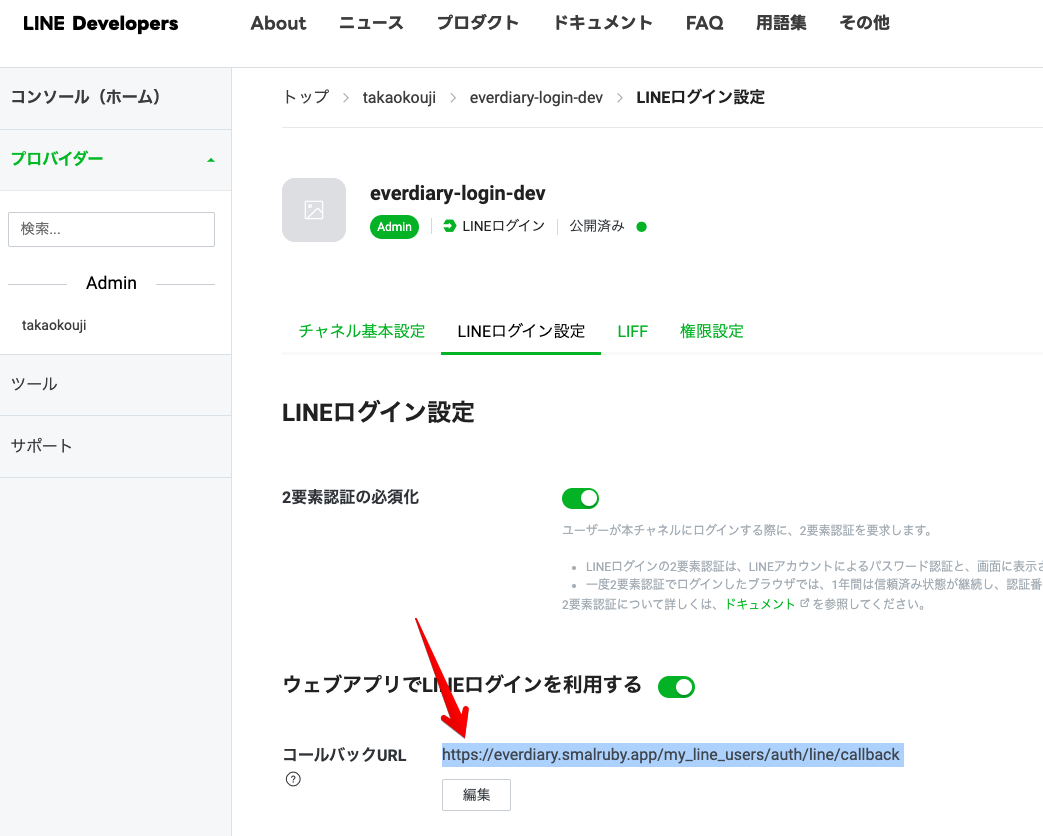 LINE Developers About ニュース プロダクト ドキュメント FAQ 用語集 その他
コンソール（ホーム）
プロバイダー
検索...
Admin
takaokouji
ツール
サポート
トップ takaokouji everdiary-login-dev LINEログイン設定
everdiary-login-dev
Admin LINEログイン 公開済み
チャネル基本設定 LINEログイン設定 LIFF 権限設定
LINEログイン設定
2要素認証の必須化
ユーザーが本チャネルにログインする際に、2要素認証を要求します。
• LINEログインの2要素認証は、LINEアカウントによるパスワード認証と、画面に表示
• 一度2要素認証でログインしたブラウザでは、1年間は信頼済み状態が継続し、認証番
2要素認証について詳しくは、ドキュメント を参照してください。
ウェブアプリでLINEログインを利用する
コールバックURL https://everdiary.smalruby.app/my_line_users/auth/line/callback
?
編集